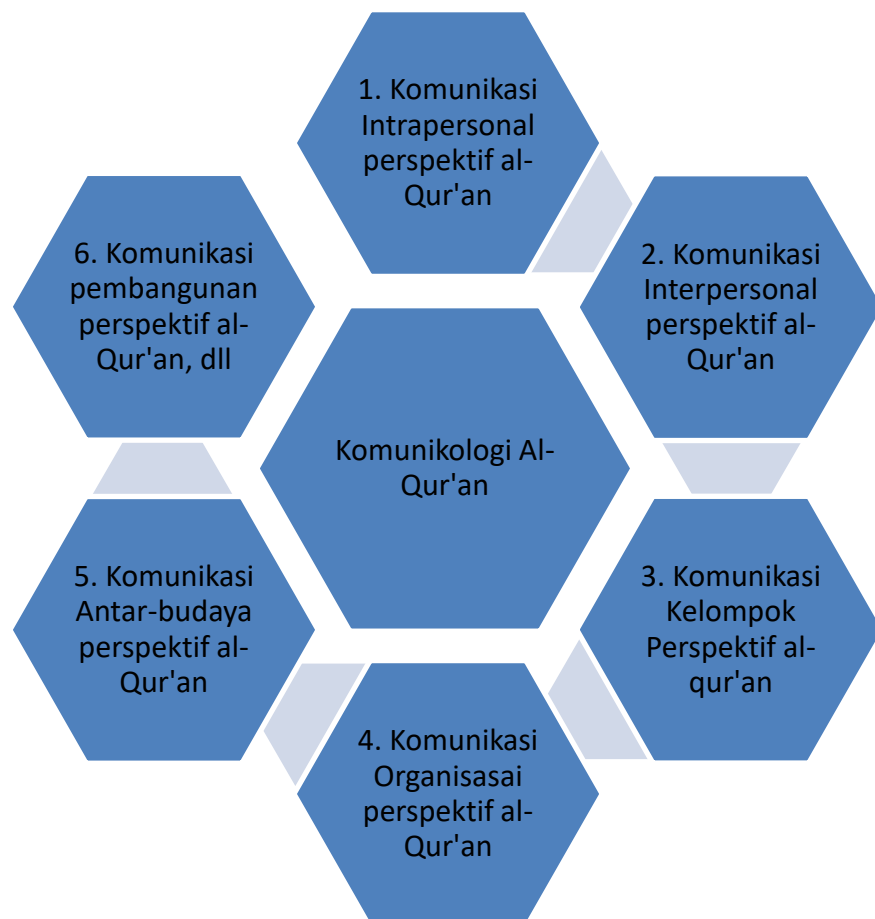 1. Komunikasi
Intrapersonal
perspektif al-
Qur'an
2. Komunikasi
Interpersonal
perspektif al-
Qur'an
3. Komunikasi
Kelompok
Perspektif al-
qur'an
4. Komunikasi
Organisasai
perspektif al-
Qur'an
5. Komunikasi
Antar-budaya
perspektif al-
Qur'an
6. Komunikasi
pembangunan
perspektif al-
Qur'an, dll
Komunikologi Al-
Qur'an